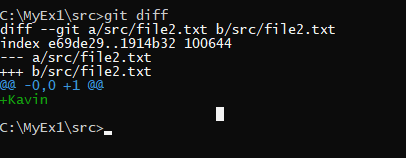 C:\MyEx1\src>git diff
diff --git a/src/file2.txt b/src/file2.txt
index e69de29..1914b32 100644
--- a/src/file2.txt
+++ b/src/file2.txt
@@ -0,0 +1 @@
+Kavin
C:\MyEx1\src>